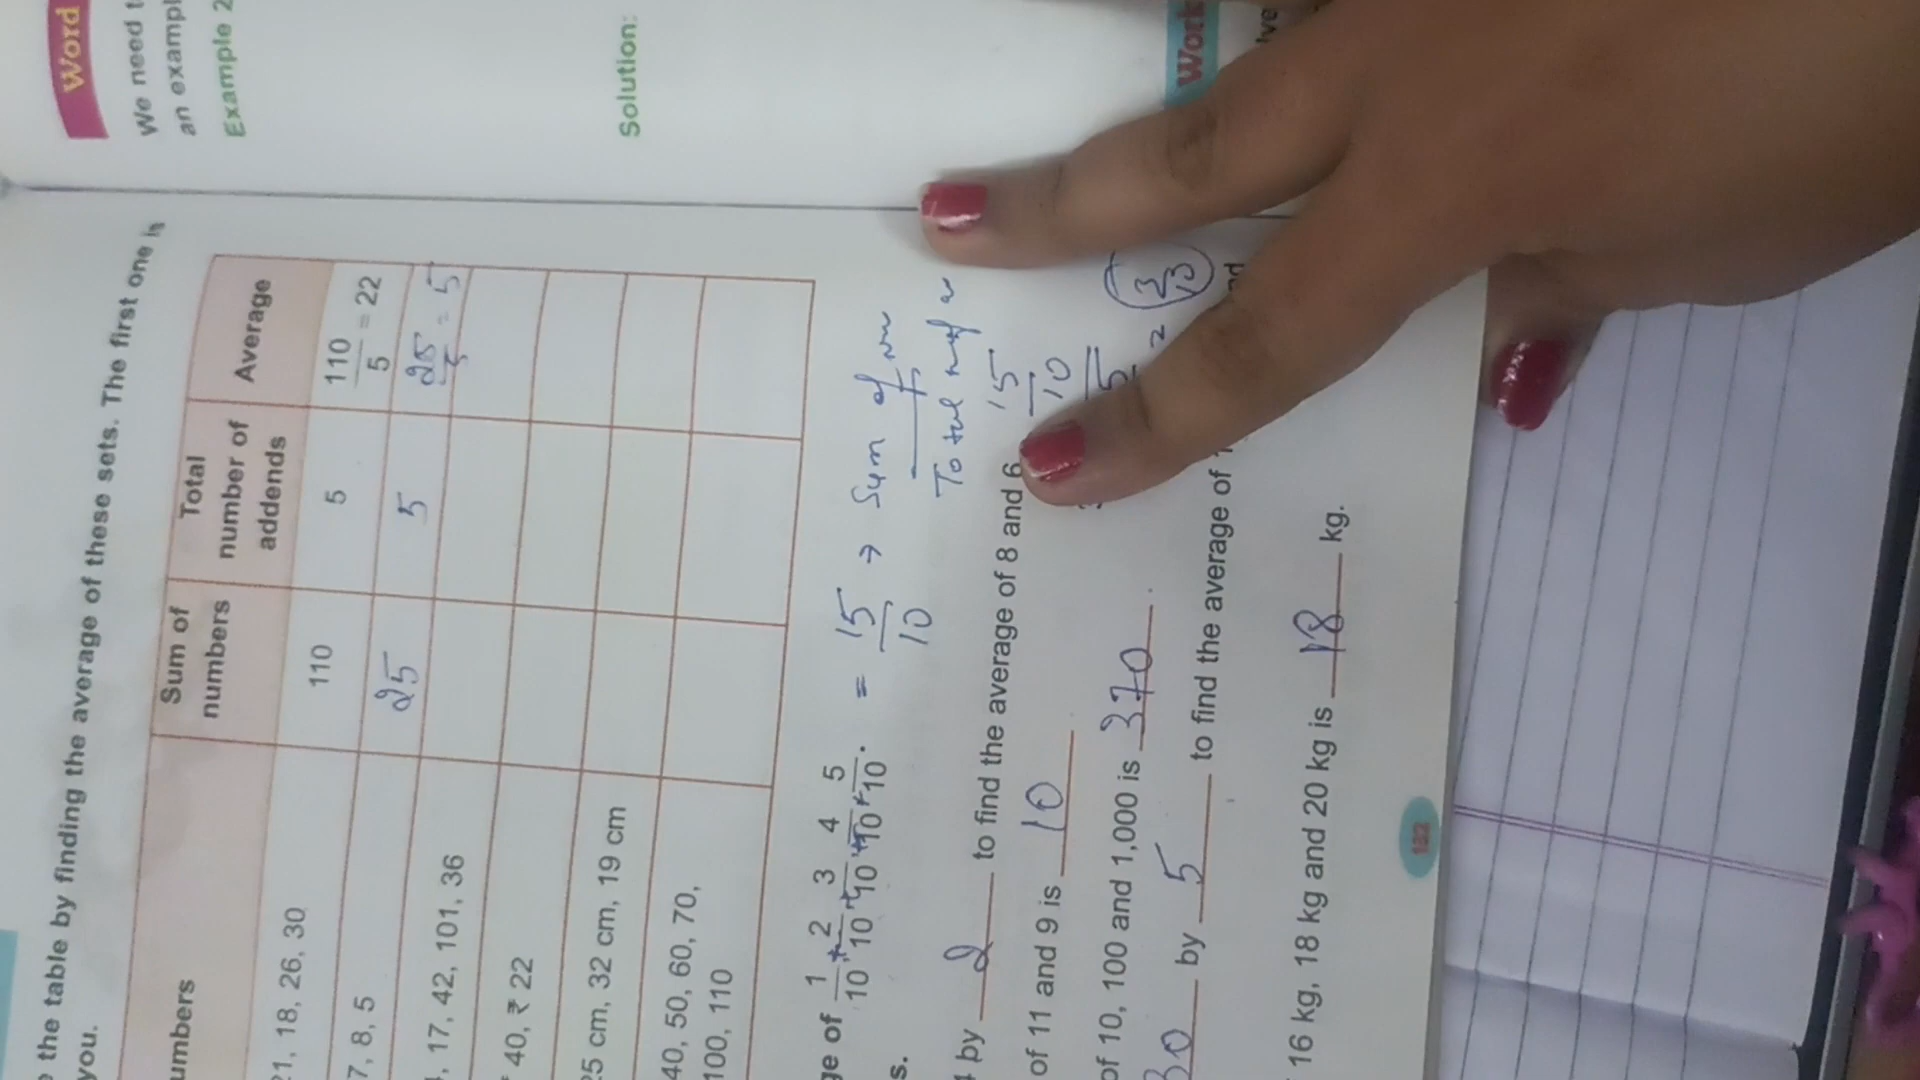 the table by finding the average of these sets. The first one is
you.
umbers Sum of numbers Total number of addends Average
21, 18, 26, 30 110 5 110/5 = 22
7, 8, 5 25 5 25/5 = 5
, 17, 42, 101, 36
40, ₹ 22
5 cm, 32 cm, 19 cm
40, 50, 60, 70,
100, 110
ge of 1/10 + 2/10 + 3/10 + 4/10 + 5/10. = 15/10 → Sum of
s. Total
15/10
by 2 to find the average of 8 and 6
of 11 and 9 is 10.
of 10, 100 and 1,000 is 370.
30 by 5 to find the average of
16 kg, 18 kg and 20 kg is 18 kg.
132
Word
We need
an exampl
Example 2
Solution:
Work